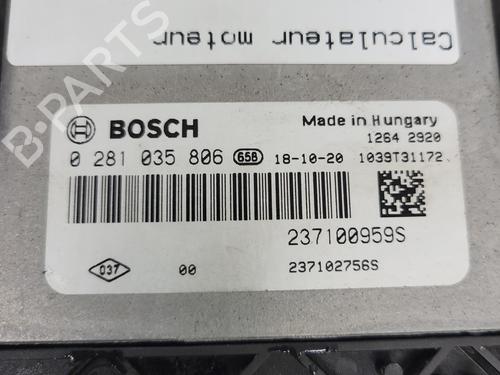 Calculateur moteur
BOSCH
Made in Hungary
1264 2920
0 281 035 806 658 18-10-20 1039T31172
237100959S
037 00 237102756S
B-PARTS